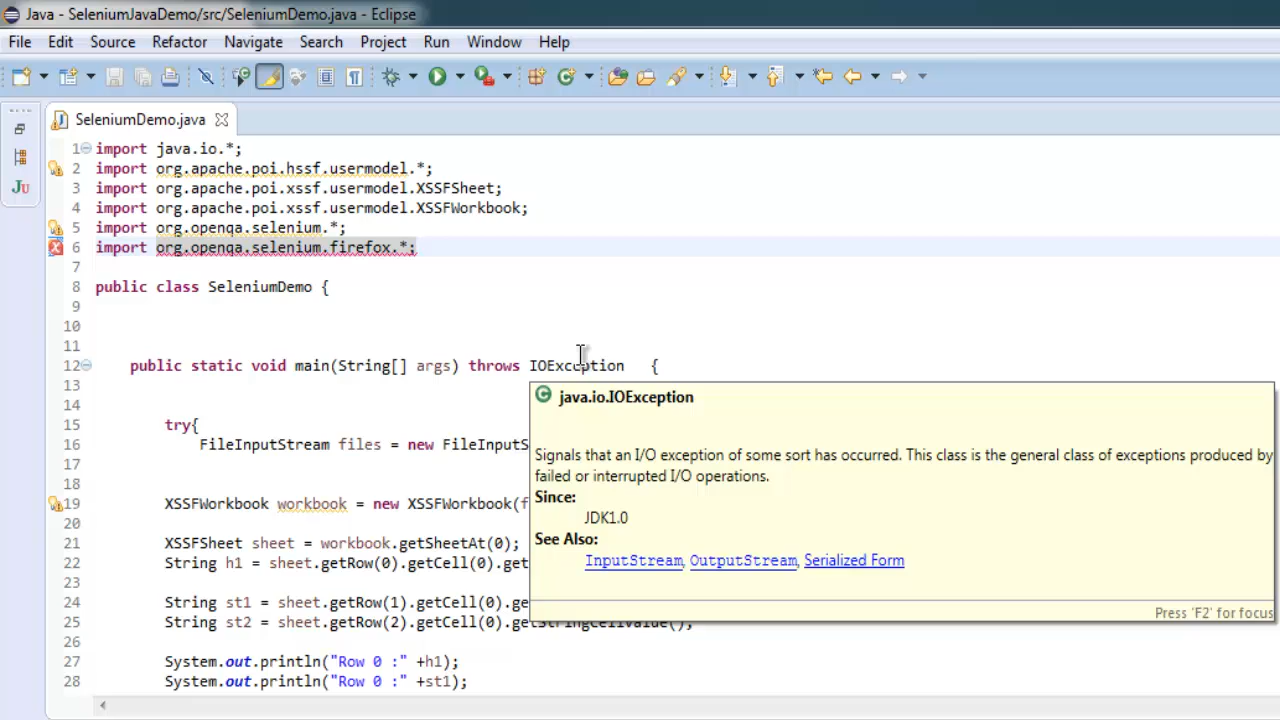 Java - SeleniumJavaDemo/src/SeleniumDemo.java - Eclipse
File Edit Source Refactor Navigate Search Project Run Window Help
SeleniumDemo.java
JU
1 import java.io.*;
2 import org.apache.poi.hssf.usermodel.*;
3 import org.apache.poi.xssf.usermodel.XSSFSheet;
4 import org.apache.poi.xssf.usermodel.XSSFWorkbook;
5 import org.openqa.selenium.*;
6 import org.openqa.selenium.firefox.*;
7
8 public class SeleniumDemo {
9
10
11
12 public static void main(String[] args) throws IOException {
13
14
15 try{
16 FileInputStream files = new FileInputS
17
18
19 XSSFWorkbook workbook = new XSSFWorkbook(f
20
21 XSSFSheet sheet = workbook.getSheetAt(0);
22 String h1 = sheet.getRow(0).getCell(0).get
23
24 String st1 = sheet.getRow(1).getCell(0).ge
25 String st2 = sheet.getRow(2).getCell(0).getStringCellValue();
26
27 System.out.println("Row 0 :" +h1);
28 System.out.println("Row 0 :" +st1);
java.io.IOException
Signals that an I/O exception of some sort has occurred. This class is the general class of exceptions produced by
failed or interrupted I/O operations.
Since:
JDK1.0
See Also:
InputStream, OutputStream, Serialized Form
Press 'F2' for focus